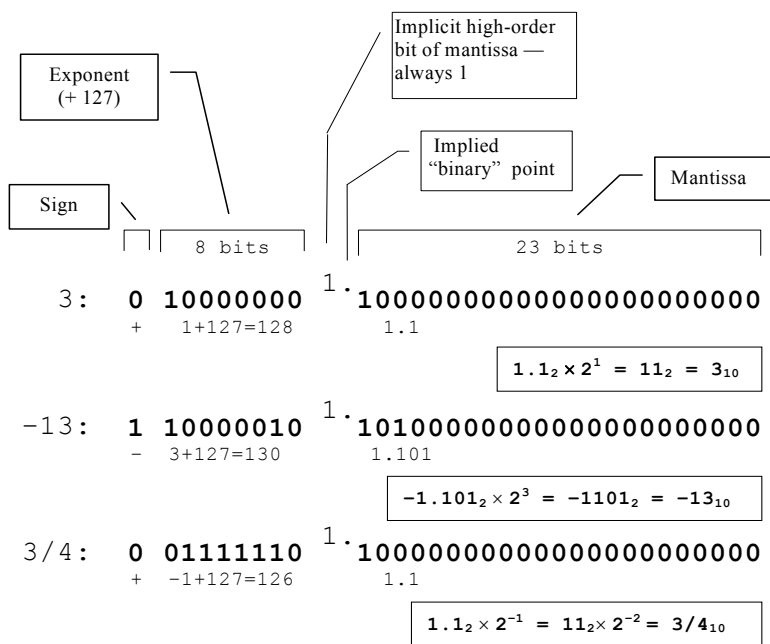 Implicit high-order
bit of mantissa —
always 1
Exponent
(+ 127)
Implied
“binary” point
Mantissa
Sign
8 bits
23 bits
3: 0 10000000 1. 10000000000000000000000
+ 1+127=128 1.1
1.1₂ × 2¹ = 11₂ = 3₁₀
−13: 1 10000010 1. 10100000000000000000000
− 3+127=130 1.101
−1.101₂ × 2³ = −1101₂ = −13₁₀
3/4: 0 01111110 1. 10000000000000000000000
+ −1+127=126 1.1
1.1₂ × 2⁻¹ = 11₂ × 2⁻² = 3/4₁₀